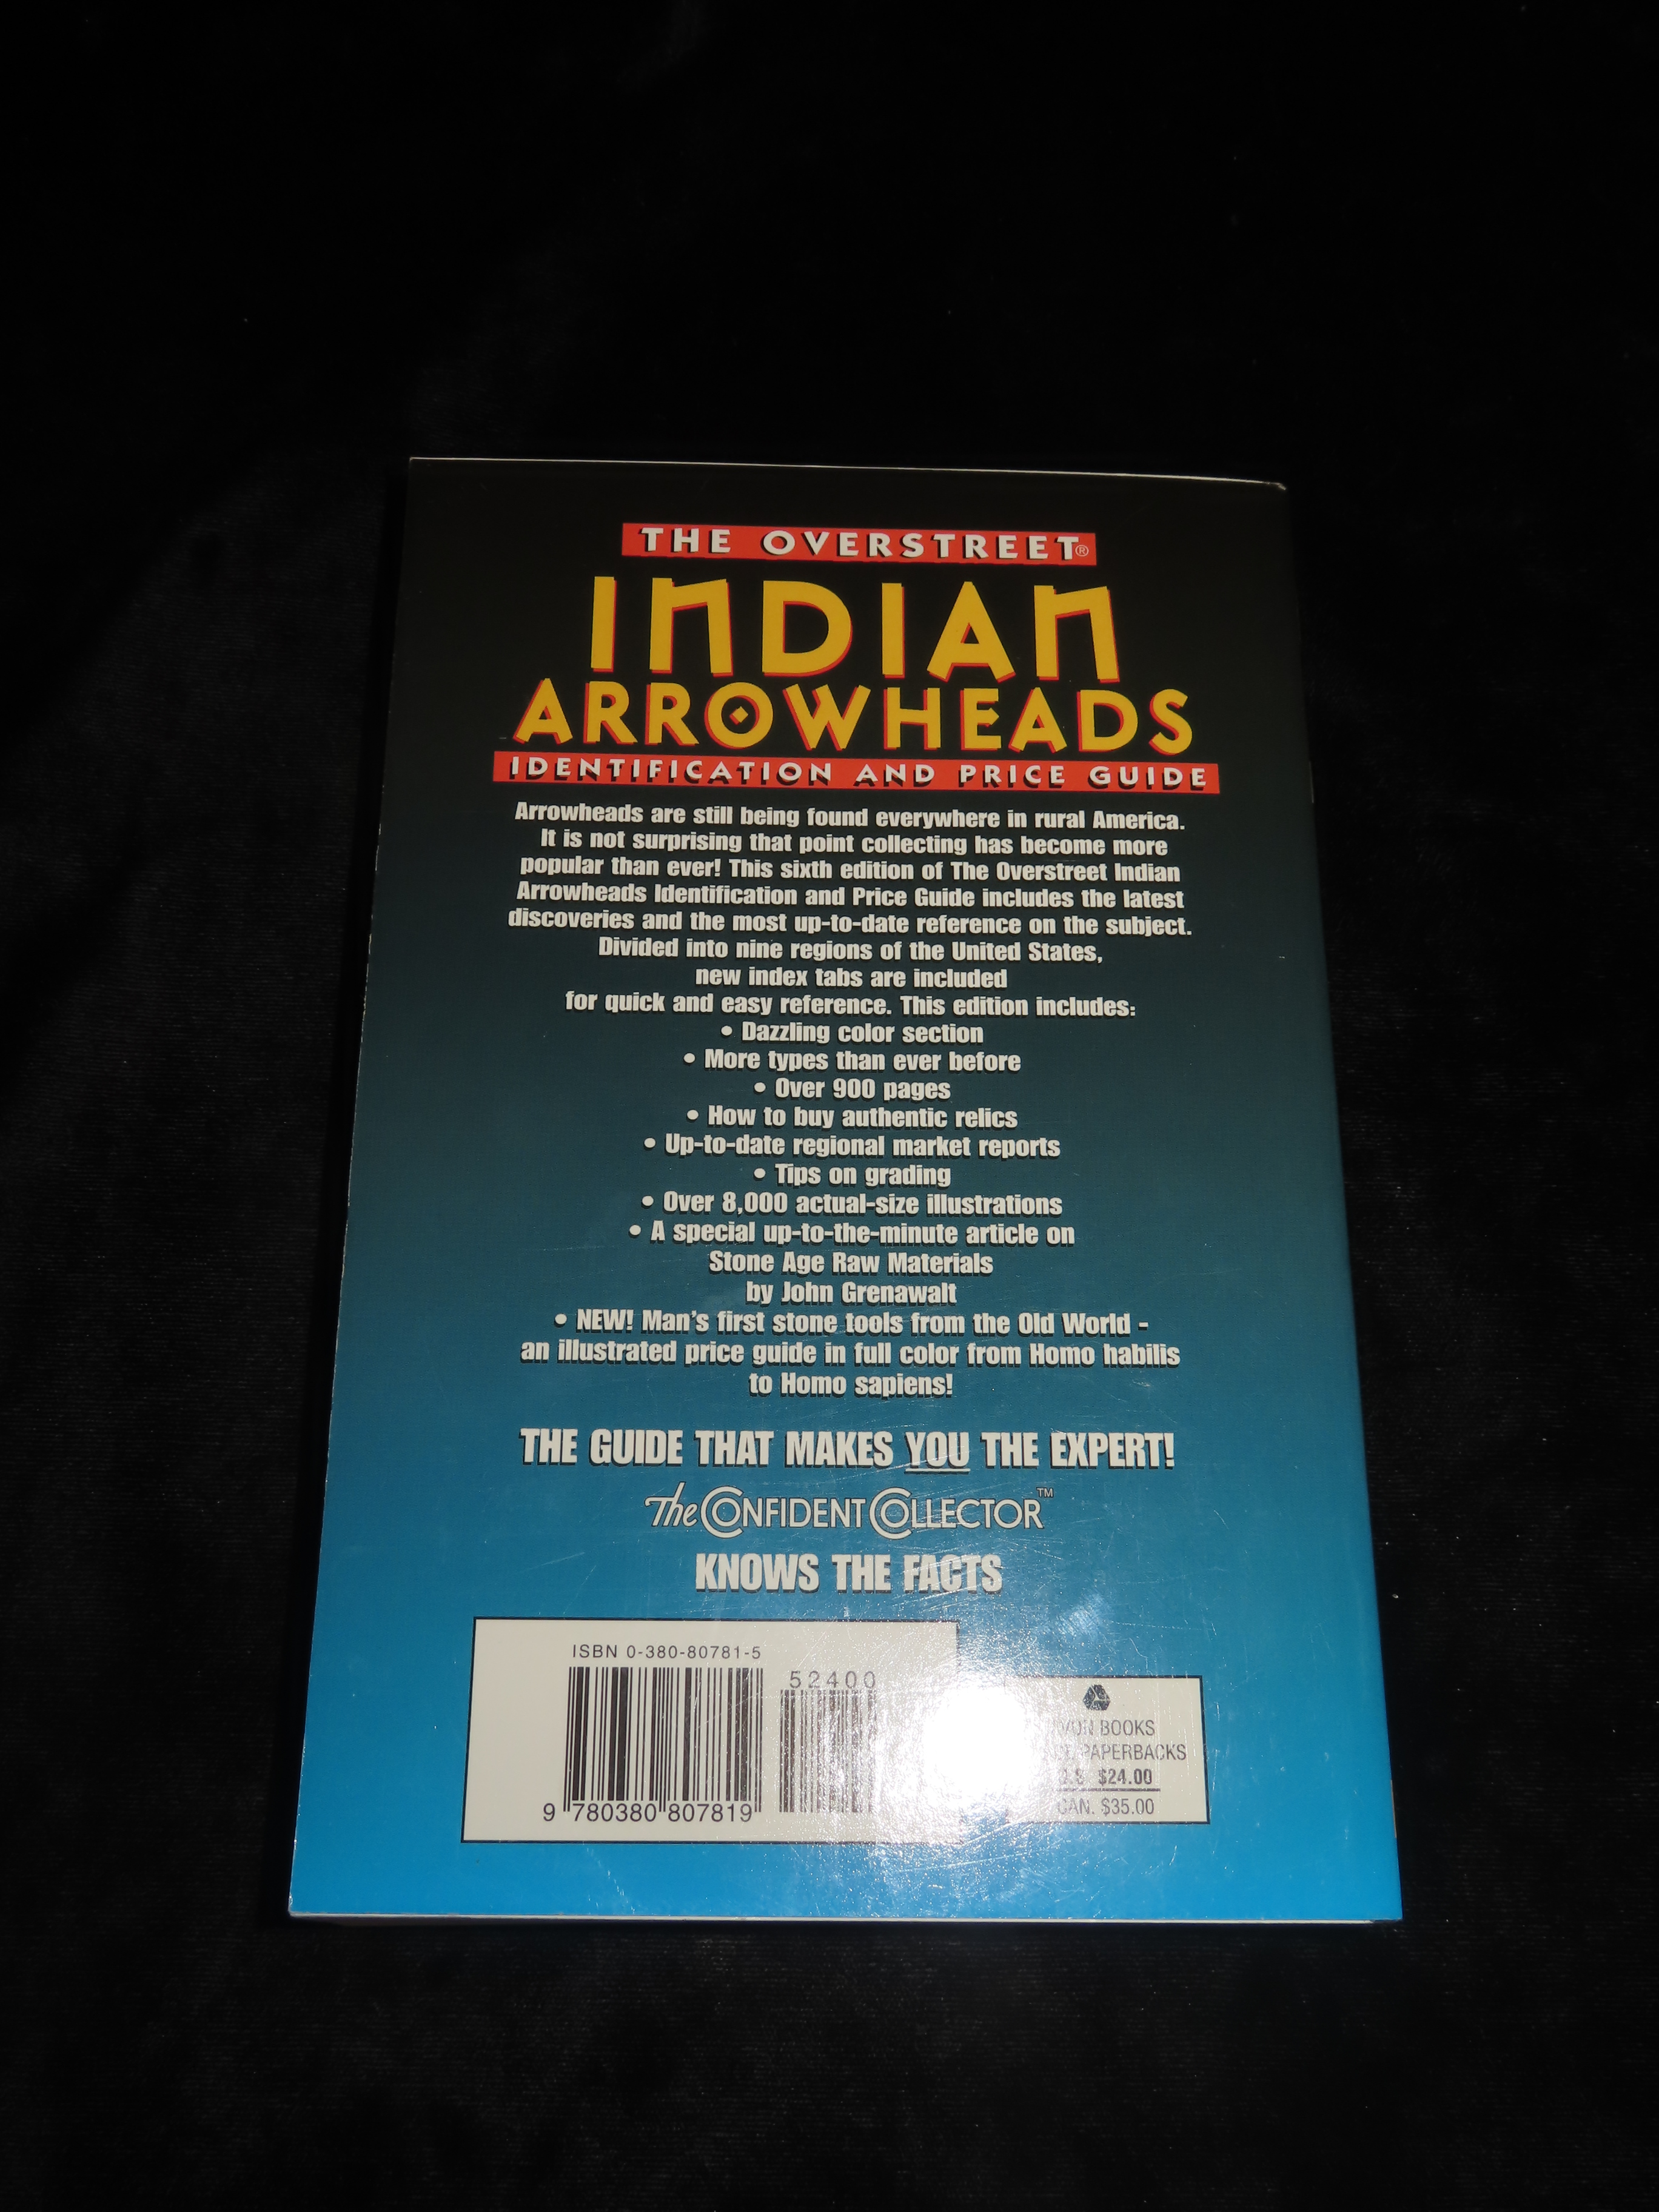 THE OVERSTREET®
INDIAN
ARROWHEADS
IDENTIFICATION AND PRICE GUIDE
Arrowheads are still being found everywhere in rural America.
It is not surprising that point collecting has become more
popular than ever! This sixth edition of The Overstreet Indian
Arrowheads Identification and Price Guide includes the latest
discoveries and the most up-to-date reference on the subject.
Divided into nine regions of the United States,
new index tabs are included
for quick and easy reference. This edition includes:
• Dazzling color section
• More types than ever before
• Over 900 pages
• How to buy authentic relics
• Up-to-date regional market reports
• Tips on grading
• Over 8,000 actual-size illustrations
• A special up-to-the-minute article on
Stone Age Raw Materials
by John Grenawalt
• NEW! Man's first stone tools from the Old World -
an illustrated price guide in full color from Homo habilis
to Homo sapiens!
THE GUIDE THAT MAKES YOU THE EXPERT!
The CONFIDENT COLLECTOR™
KNOWS THE FACTS
ISBN 0-380-80781-5
52400
9 780380 807819
BOOKS
PAPERBACKS
$24.00
CAN. $35.00